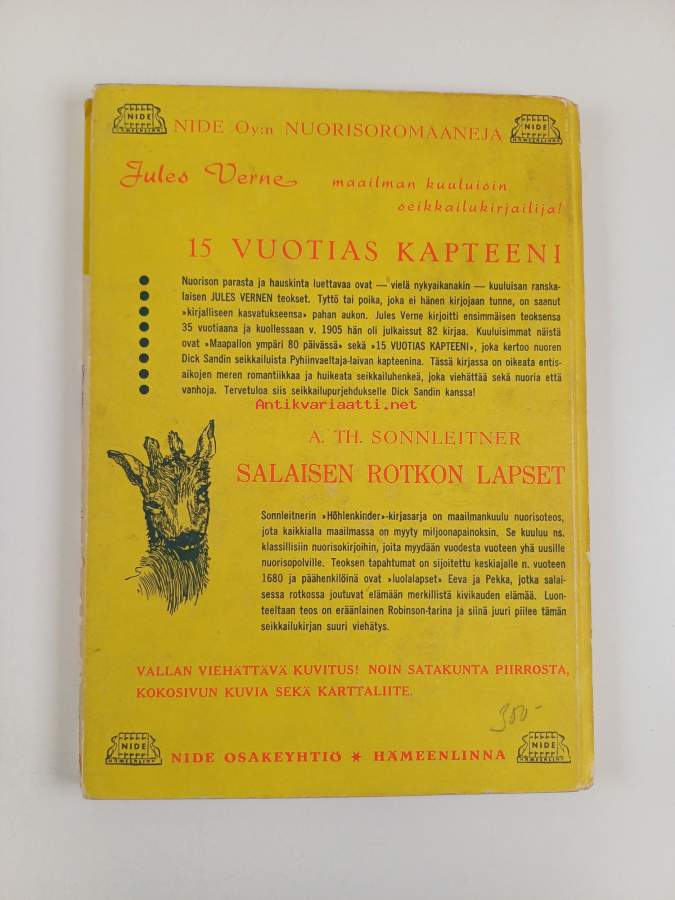 NIDE
HÄMEENLINNA
NIDE Oy:n NUORISOROMAANEJA
NIDE
HÄMEENLINNA
Jules Verne maailman kuuluisin
seikkailukirjailija!
15 VUOTIAS KAPTEENI
Nuorison parasta ja hauskinta luettavaa ovat — vielä nykyaikanakin — kuuluisan ranska-
laisen JULES VERNEN teokset. Tyttö tai poika, joka ei hänen kirjojaan tunne, on saanut
»kirjalliseen kasvatukseensa» pahan aukon. Jules Verne kirjoitti ensimmäisen teoksensa
35 vuotiaana ja kuollessaan v. 1905 hän oli julkaissut 82 kirjaa. Kuuluisimmat näistä
ovat »Maapallon ympäri 80 päivässä» sekä »15 VUOTIAS KAPTEENI», joka kertoo nuoren
Dick Sandin seikkailuista Pyhiinvaeltaja-laivan kapteenina. Tässä kirjassa on oikeata entis-
aikojen meren romantiikkaa ja huikeata seikkailuhenkeä, joka viehättää sekä nuoria että
vanhoja. Tervetuloa siis seikkailupurjehdukselle Dick Sandin kanssa!
Antikvariaatti.net
A. TH. SONNLEITNER
SALAISEN ROTKON LAPSET
Sonnleitnerin »Höhlenkinder»-kirjasarja on maailmankuulu nuorisoteos,
jota kaikkialla maailmassa on myyty miljoonapainoksin. Se kuuluu ns.
klassillisiin nuorisokirjoihin, joita myydään vuodesta vuoteen yhä uusille
nuorisopolville. Teoksen tapahtumat on sijoitettu keskiajalle n. vuoteen
1680 ja päähenkilöinä ovat »luolalapset» Eeva ja Pekka, jotka salai-
sessa rotkossa joutuvat elämään merkillistä kivikauden elämää. Luon-
teeltaan teos on eräänlainen Robinson-tarina ja siinä juuri piilee tämän
seikkailukirjan suuri viehätys.
VALLAN VIEHÄTTÄVÄ KUVITUS! NOIN SATAKUNTA PIIRROSTA,
KOKOSIVUN KUVIA SEKÄ KARTTALIITE.
300-
NIDE
HÄMEENLINNA
NIDE OSAKEYHTIÖ * HÄMEENLINNA
NIDE
HÄMEENLINNA